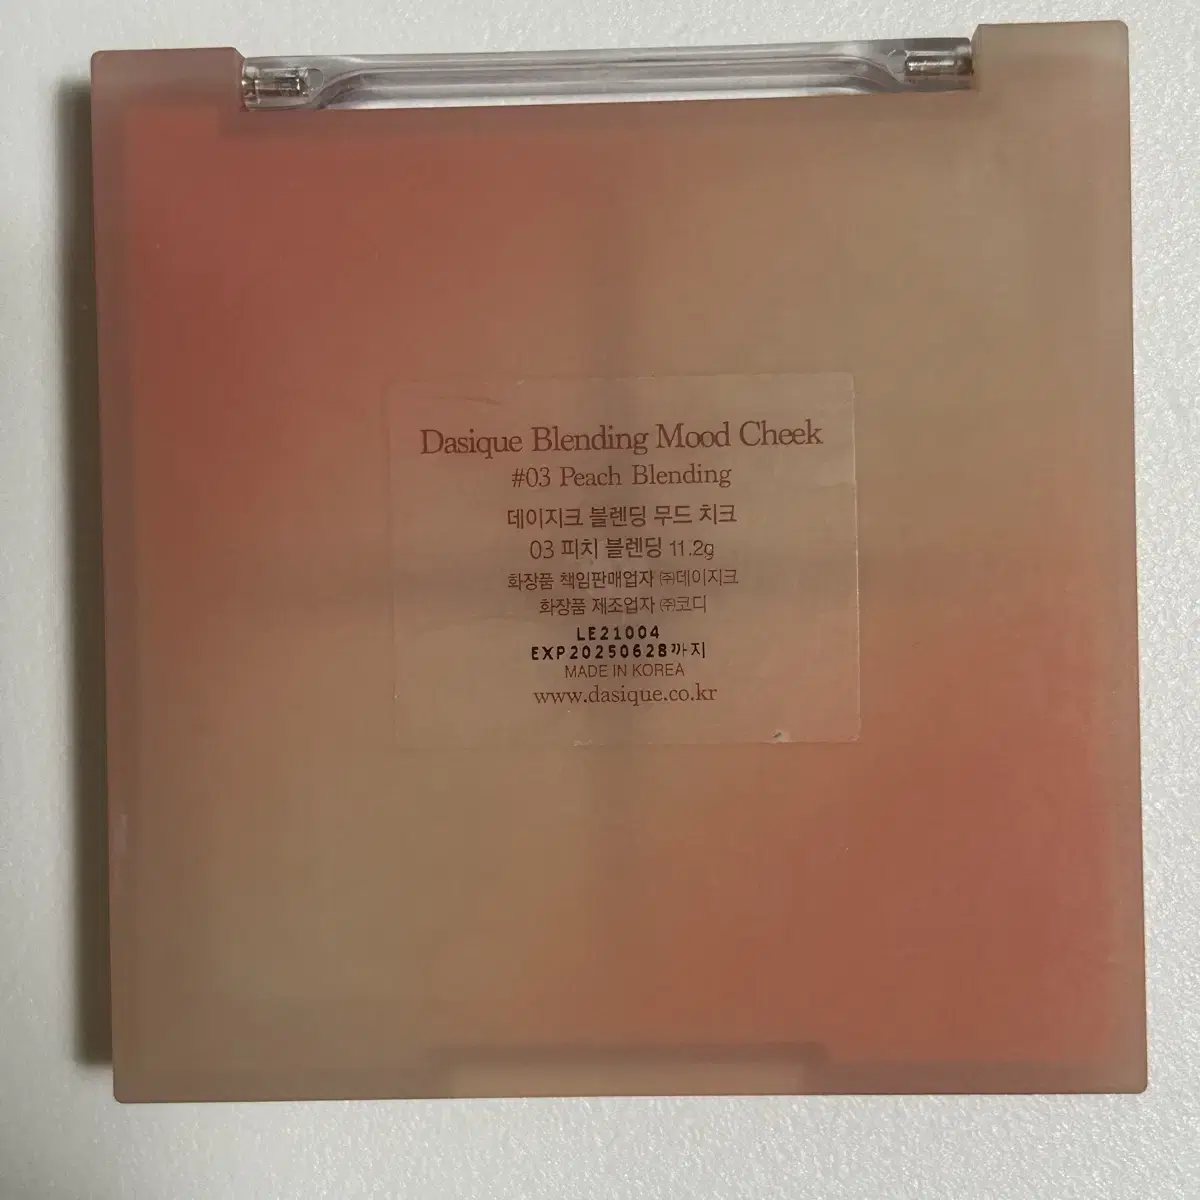 Dasique Blending Mood Cheek
#03 Peach Blending
데이지크 블렌딩 무드 치크
03 피치 블렌딩 11.2g
화장품 책임판매업자 ㈜데이지크
화장품 제조업자 ㈜코디
LE21004
EXP20250628까지
MADE IN KOREA
www.dasique.co.kr